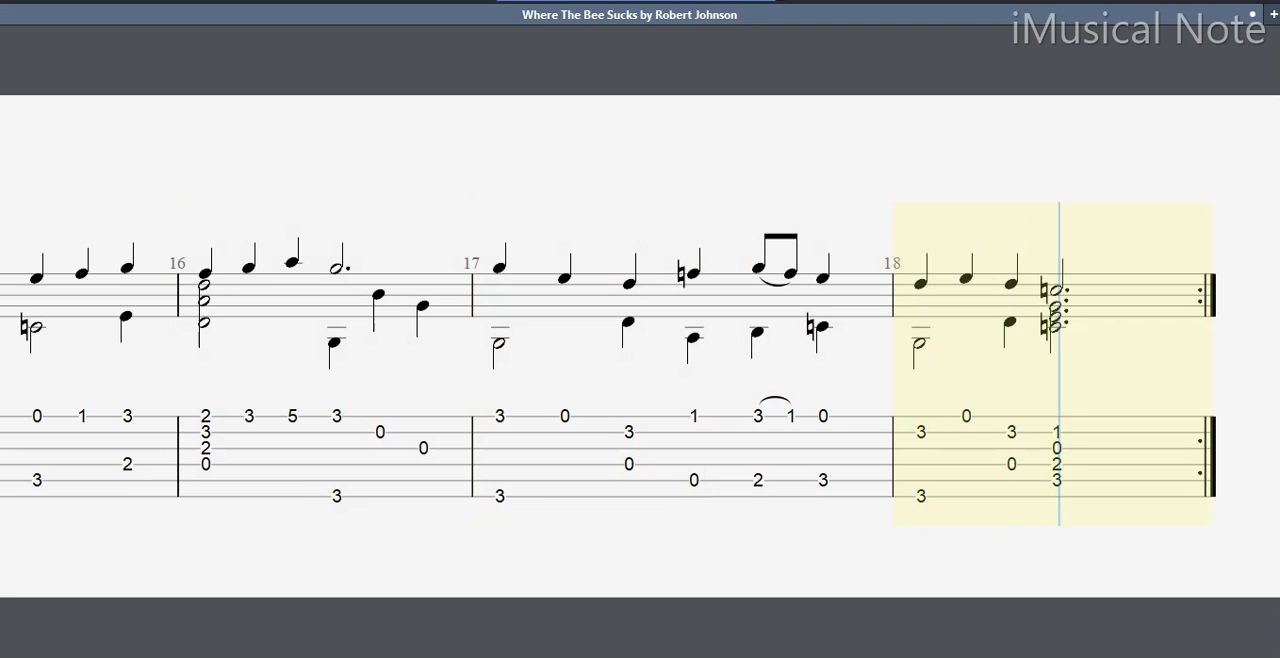 Where The Bee Sucks by Robert Johnson
iMusical Note
16 17 18
0 1 3 2 3 5 3 3 0 1 3 1 0 0
3 0 3 3 3 1
2 0 0
2 0 0 0 2
3 0 2 3 3
3 3 3